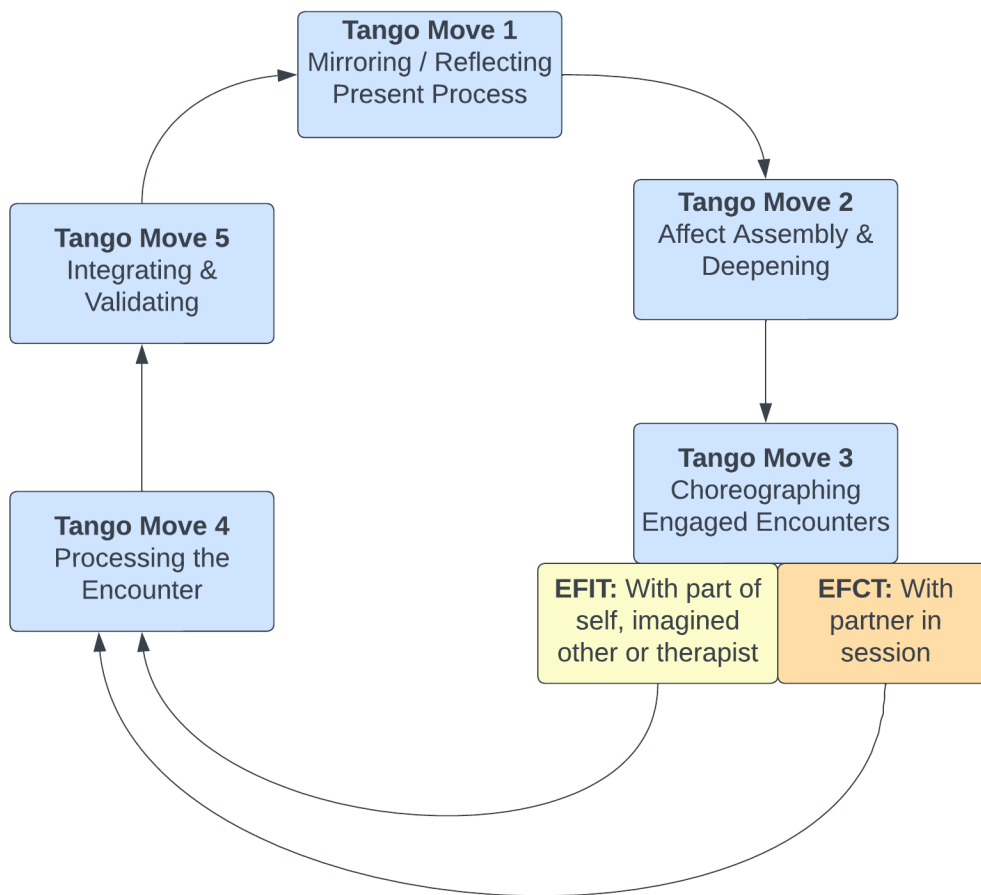 Tango Move 1
Mirroring / Reflecting
Present Process
Tango Move 2
Affect Assembly &
Deepening
Tango Move 3
Choreographing
Engaged Encounters
EFIT: With part of
self, imagined
other or therapist
EFCT: With
partner in
session
Tango Move 4
Processing the
Encounter
Tango Move 5
Integrating &
Validating